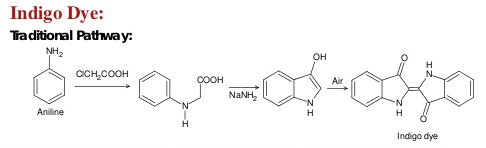 Indigo Dye:
Traditional Pathway:
NH2
ClCH2COOH
Aniline
COOH
N
H
NaNH2
OH
N
H
Air
O
H
N
N
H
O
Indigo dye